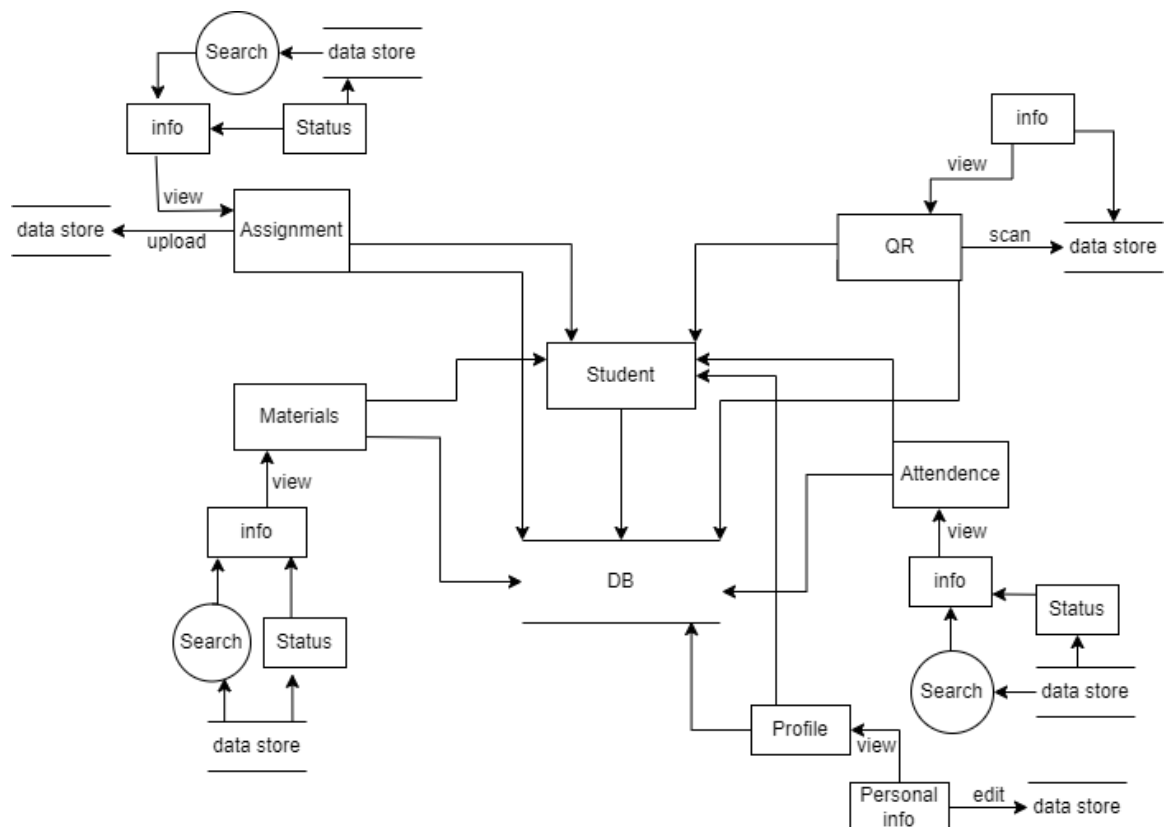 Search
data store
info
Status
view
data store
upload
Assignment
info
view
QR
scan
data store
Student
Materials
view
info
Search
Status
data store
DB
Attendence
view
info
Status
Search
data store
Profile
view
Personal
info
edit
data store